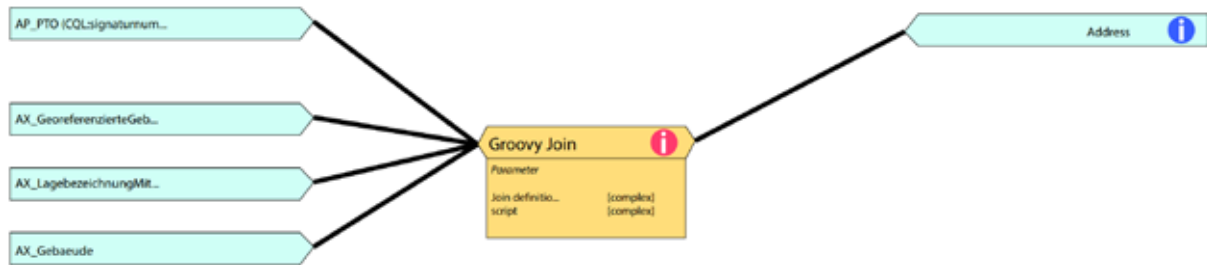 AP_PTO (CQL:signaturnum...
AX_GeoreferenzierteGeb...
AX_LagebezeichnungMit...
AX_Gebaeude
Groovy Join
Parameter
Join definitio... [complex]
script [complex]
Address